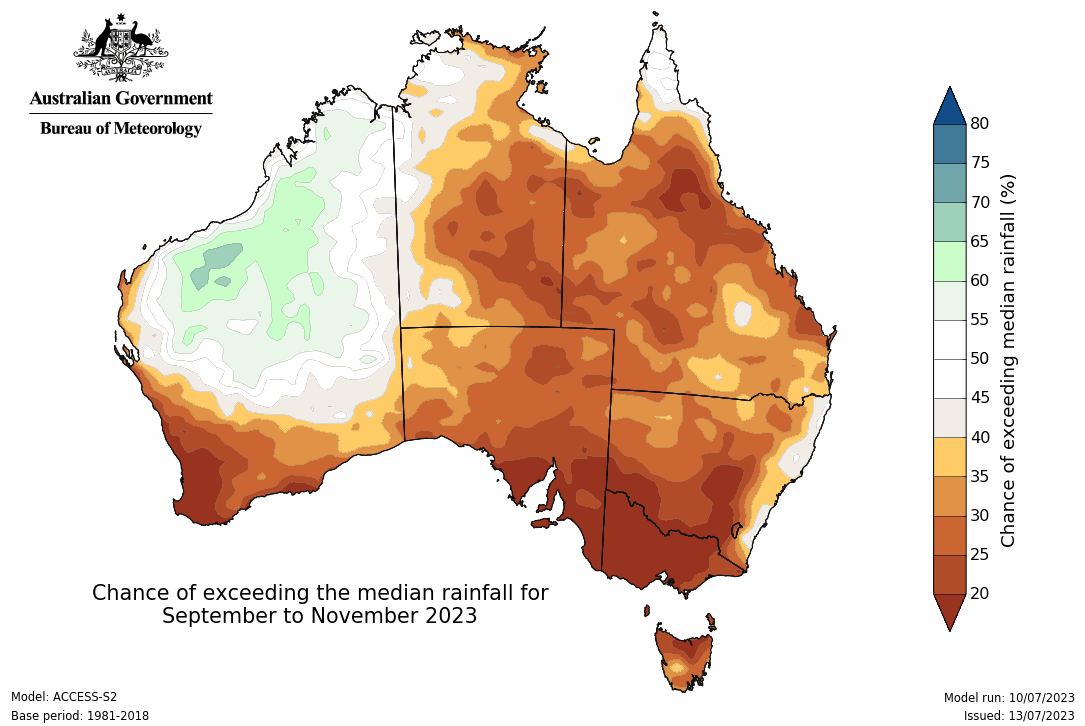 AUSTRALIA
Australian Government
Bureau of Meteorology
80
75
70
65
60
55
50
45
40
35
30
25
20
Chance of exceeding median rainfall (%)
Chance of exceeding the median rainfall for
September to November 2023
Model: ACCESS-S2
Base period: 1981-2018
Model run: 10/07/2023
Issued: 13/07/2023